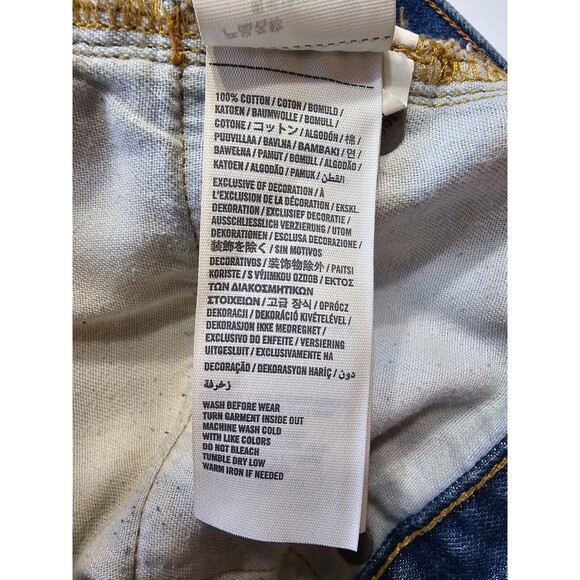 100% COTTON / COTON / BOMULD /
KATOEN / BAUMWOLLE / BOMULL /
COTONE / コットン / ALGODÓN / 棉 /
PUUVILLAA / BAVLNA / ΒΑΜΒΑΚΙ / 면 /
BAWEŁNA / PAMUT / BOMULL / ALGODÃO /
KATOEN / ALGODÃO / PAMUK / القطن /
EXCLUSIVE OF DECORATION / À
L'EXCLUSION DE LA DÉCORATION / EKSKL.
DEKORATION / EXCLUSIEF DECORATIE /
AUSSCHLIESSLICH VERZIERUNG / UTOM
DEKORATIONEN / ESCLUSA DECORAZIONE /
装飾を除く / SIN MOTIVOS
DECORATIVOS / 装饰物除外 / PAITSI
KORISTE / S VÝJIMKOU OZDOB / ΕΚΤΟΣ
ΤΩΝ ΔΙΑΚΟΣΜΗΤΙΚΩΝ
ΣΤΟΙΧΕΙΩΝ / 고급 장식 / OPRÓCZ
DEKORACJI / DEKORÁCIÓ KIVÉTELÉVEL /
DEKORASJON IKKE MEDREGNET /
EXCLUSIVO DO ENFEITE / VERSIERING
UITGESLUIT / EXCLUSIVAMENTE NA
DECORAÇÃO / DEKORASYON HARİÇ / دون
زخرفة
WASH BEFORE WEAR
TURN GARMENT INSIDE OUT
MACHINE WASH COLD
WITH LIKE COLORS
DO NOT BLEACH
TUMBLE DRY LOW
WARM IRON IF NEEDED